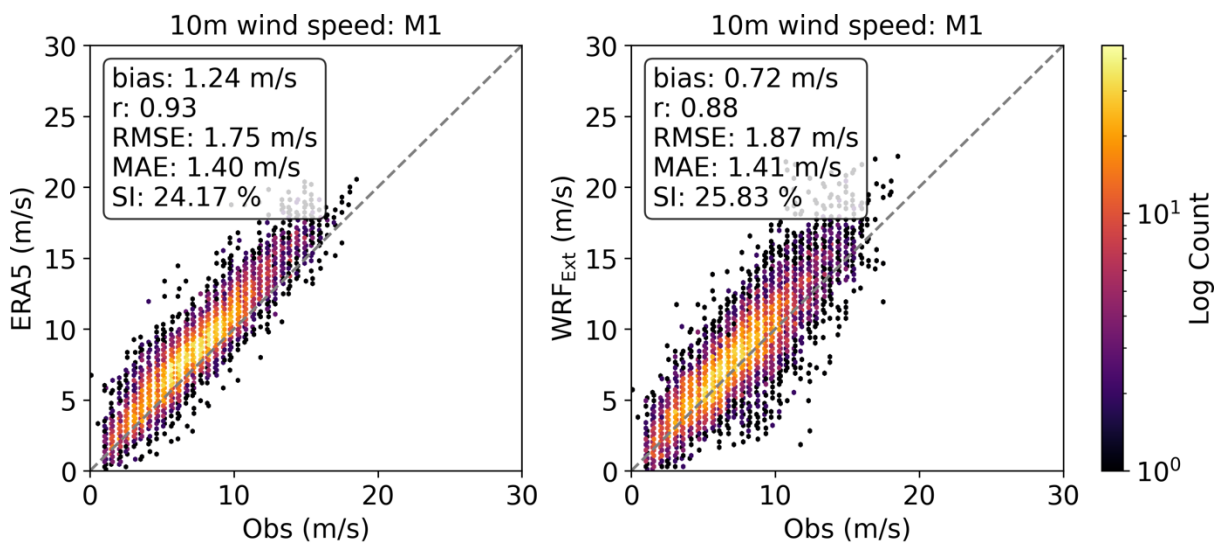 10m wind speed: M1
30
25
20
15
10
5
0
ERA5 (m/s)
bias: 1.24 m/s
r: 0.93
RMSE: 1.75 m/s
MAE: 1.40 m/s
SI: 24.17 %
0
10
20
30
Obs (m/s)
10m wind speed: M1
30
25
20
15
10
5
0
WRF_Ext (m/s)
bias: 0.72 m/s
r: 0.88
RMSE: 1.87 m/s
MAE: 1.41 m/s
SI: 25.83 %
0
10
20
30
Obs (m/s)
10¹
10⁰
Log Count